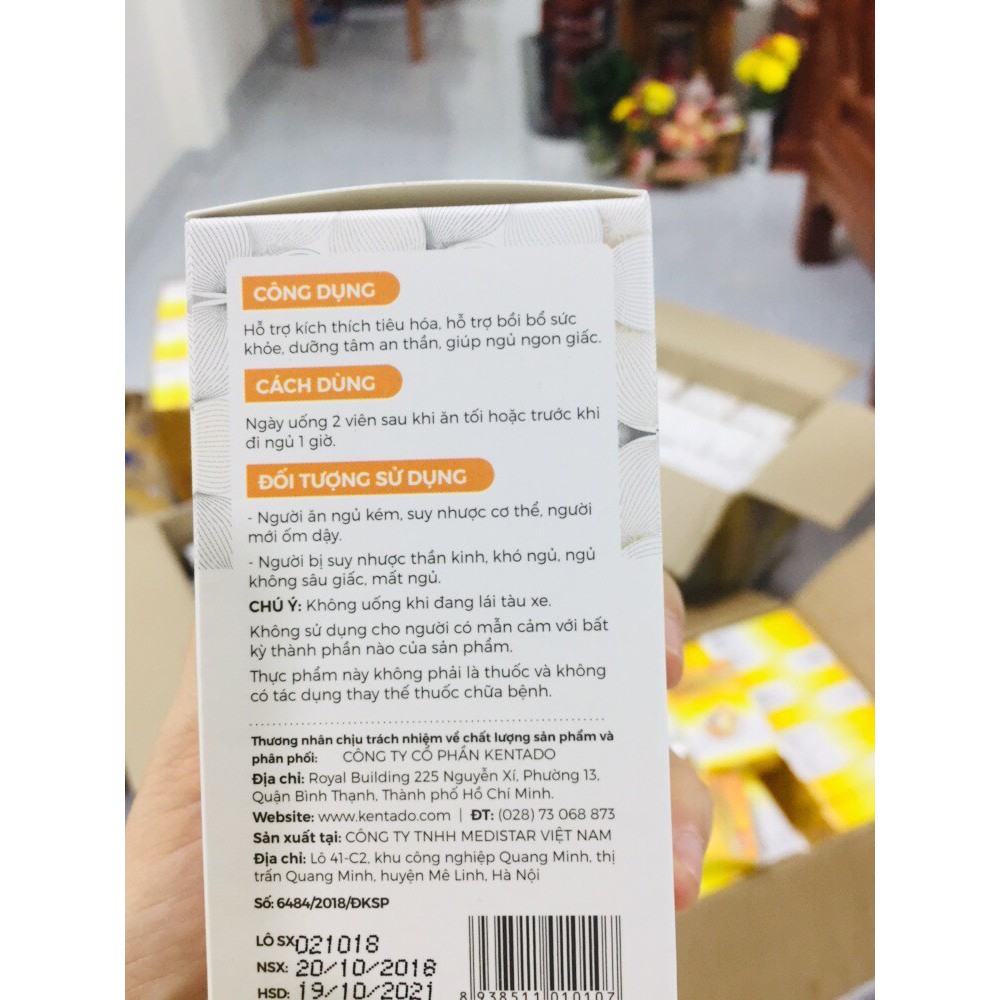 CÔNG DỤNG
Hỗ trợ kích thích tiêu hóa, hỗ trợ bồi bổ sức
khỏe, dưỡng tâm an thần, giúp ngủ ngon giấc.
CÁCH DÙNG
Ngày uống 2 viên sau khi ăn tối hoặc trước khi
đi ngủ 1 giờ.
ĐỐI TƯỢNG SỬ DỤNG
- Người ăn ngủ kém, suy nhược cơ thể, người
mới ốm dậy.
- Người bị suy nhược thần kinh, khó ngủ, ngủ
không sâu giấc, mất ngủ.
CHÚ Ý: Không uống khi đang lái tàu xe.
Không sử dụng cho người có mẫn cảm với bất
kỳ thành phần nào của sản phẩm.
Thực phẩm này không phải là thuốc và không
có tác dụng thay thế thuốc chữa bệnh.
Thương nhân chịu trách nhiệm về chất lượng sản phẩm và
phân phối: CÔNG TY CỔ PHẦN KENTADO
Địa chỉ: Royal Building 225 Nguyễn Xí, Phường 13,
Quận Bình Thạnh, Thành phố Hồ Chí Minh.
Website: www.kentado.com | ĐT: (028) 73 068 873
Sản xuất tại: CÔNG TY TNHH MEDISTAR VIỆT NAM
Địa chỉ: Lô 41-C2, khu công nghiệp Quang Minh, thị
trấn Quang Minh, huyện Mê Linh, Hà Nội
Số: 6484/2018/ĐKSP
LÔ SX: 021018
NSX: 20/10/2018
HSD: 19/10/2021
8 938511 010107